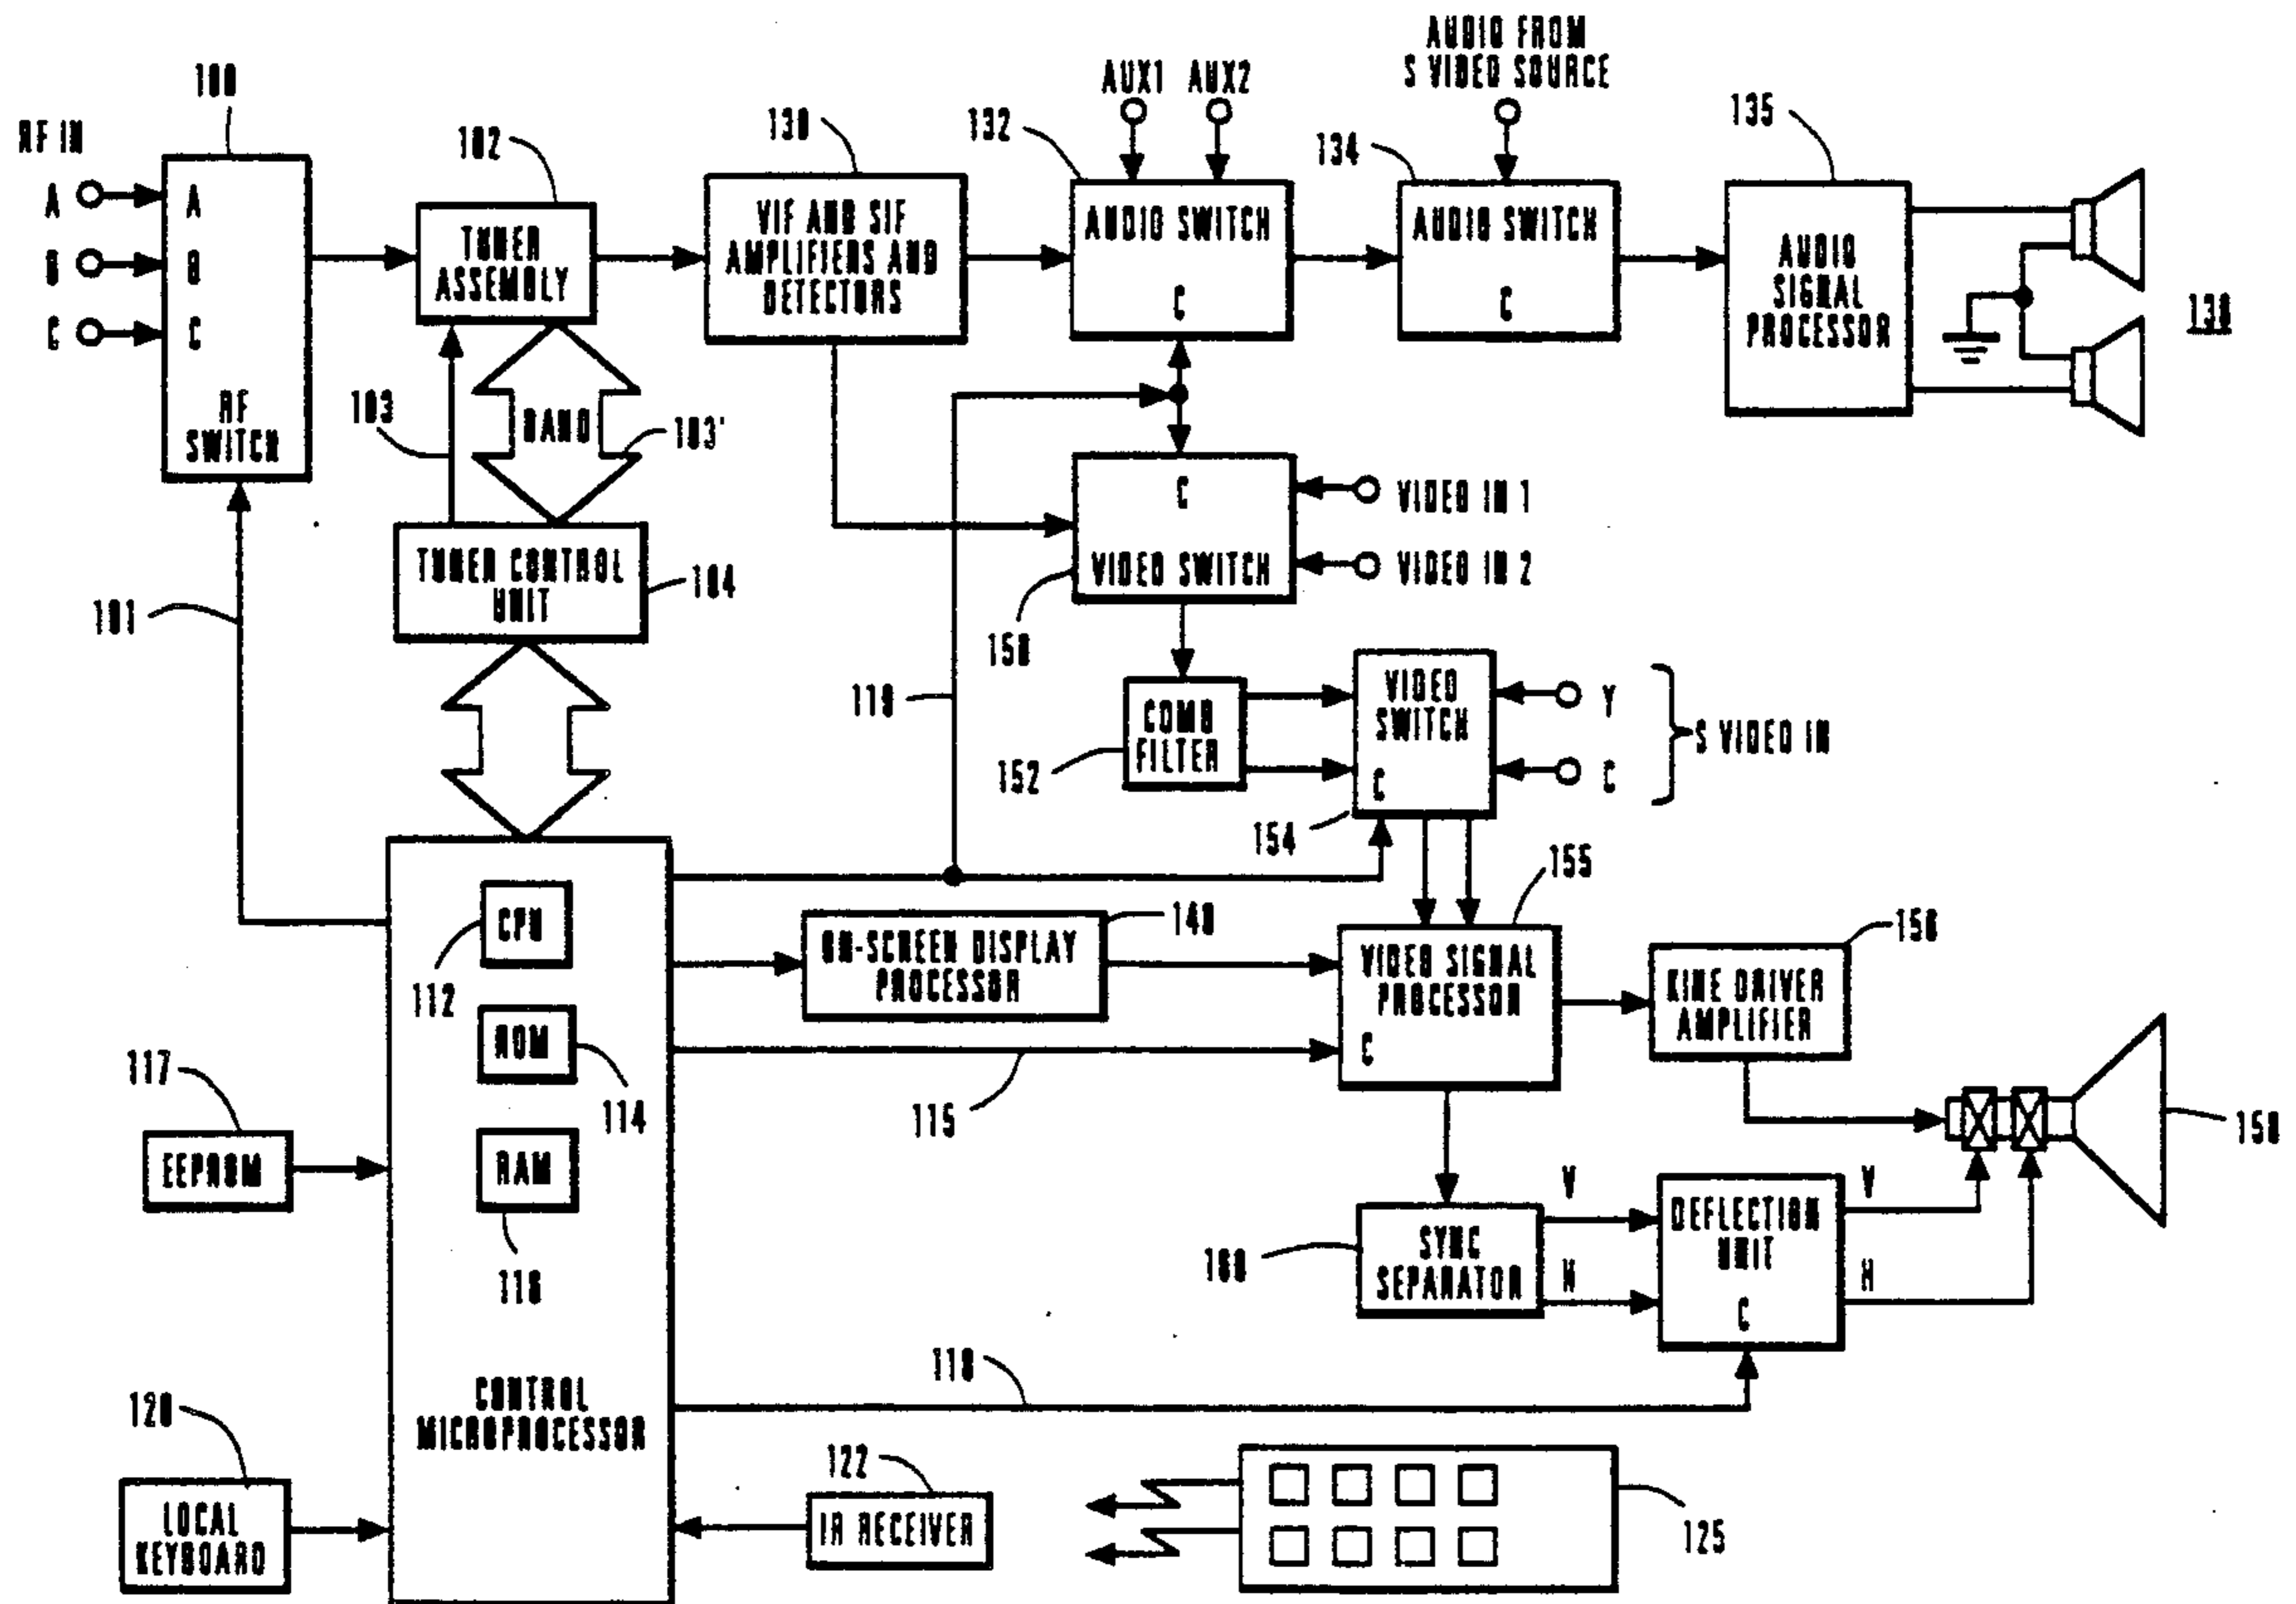 AUDIO FROM
S VIDEO SOURCE
AUX1 AUX2
RF IN
A
B
C
100
A
B
C
RF
SWITCH
102
TUNER
ASSEMBLY
130
VIF AND SIF
AMPLIFIERS AND
DETECTORS
132
AUDIO SWITCH
C
134
AUDIO SWITCH
C
135
AUDIO
SIGNAL
PROCESSOR
103
BAND
103'
TUNER CONTROL
UNIT
104
101
C
VIDEO SWITCH
VIDEO IN 1
VIDEO IN 2
150
119
COMB
FILTER
152
VIDEO
SWITCH
C
154
Y
C
S VIDEO IN
CPU
112
ROM
114
RAM
116
CONTROL
MICROPROCESSOR
ON-SCREEN DISPLAY
PROCESSOR
140
155
VIDEO SIGNAL
PROCESSOR
C
115
KINE DRIVER
AMPLIFIER
117
EEPROM
160
SYNC
SEPARATOR
V
H
DEFLECTION
UNIT
C
V
H
120
LOCAL
KEYBOARD
122
IR RECEIVER
125